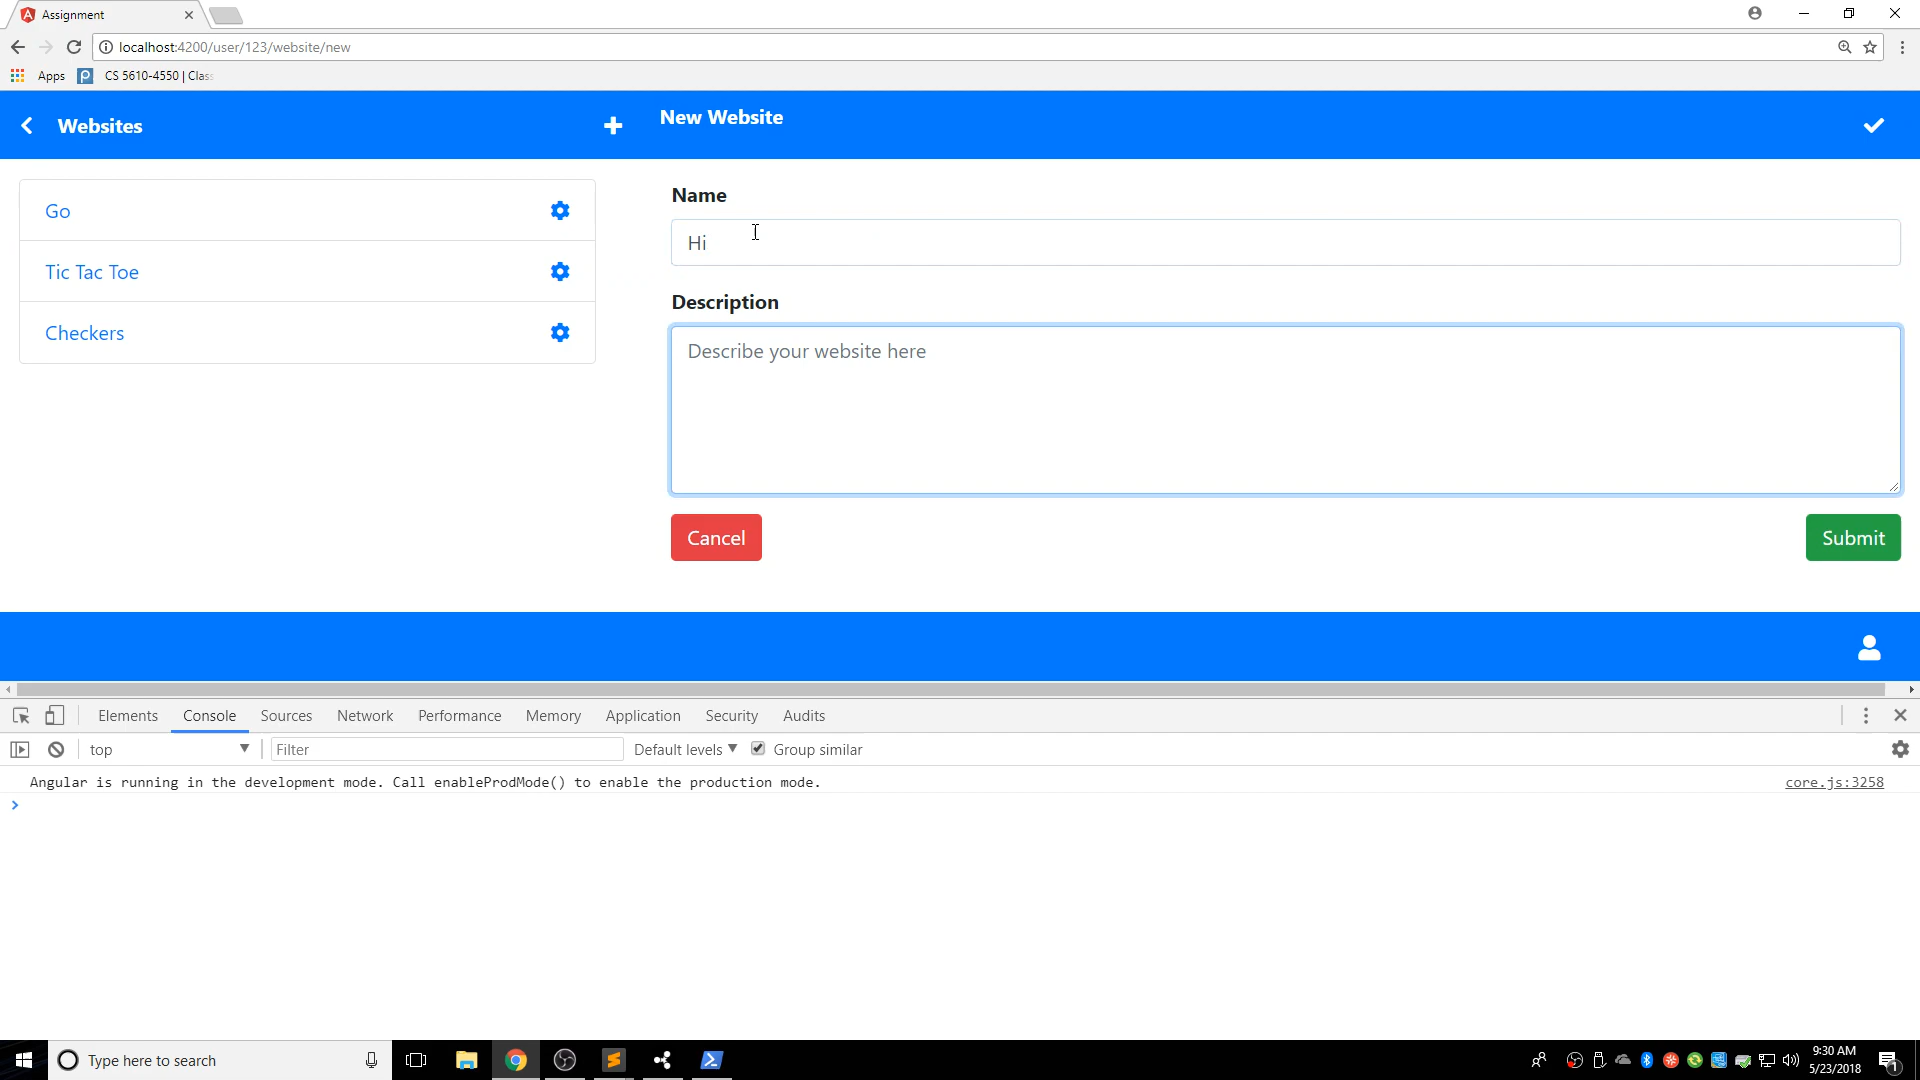 Assignment
localhost:4200/user/123/website/new
Apps
CS 5610-4550 | Clas
Websites
New Website
Go
Tic Tac Toe
Checkers
Name
Hi
Description
Describe your website here
Cancel
Submit
Elements
Console
Sources
Network
Performance
Memory
Application
Security
Audits
top
Filter
Default levels
Group similar
Angular is running in the development mode. Call enableProdMode() to enable the production mode.
core.js:3258
Type here to search
9:30 AM
5/23/2018
1